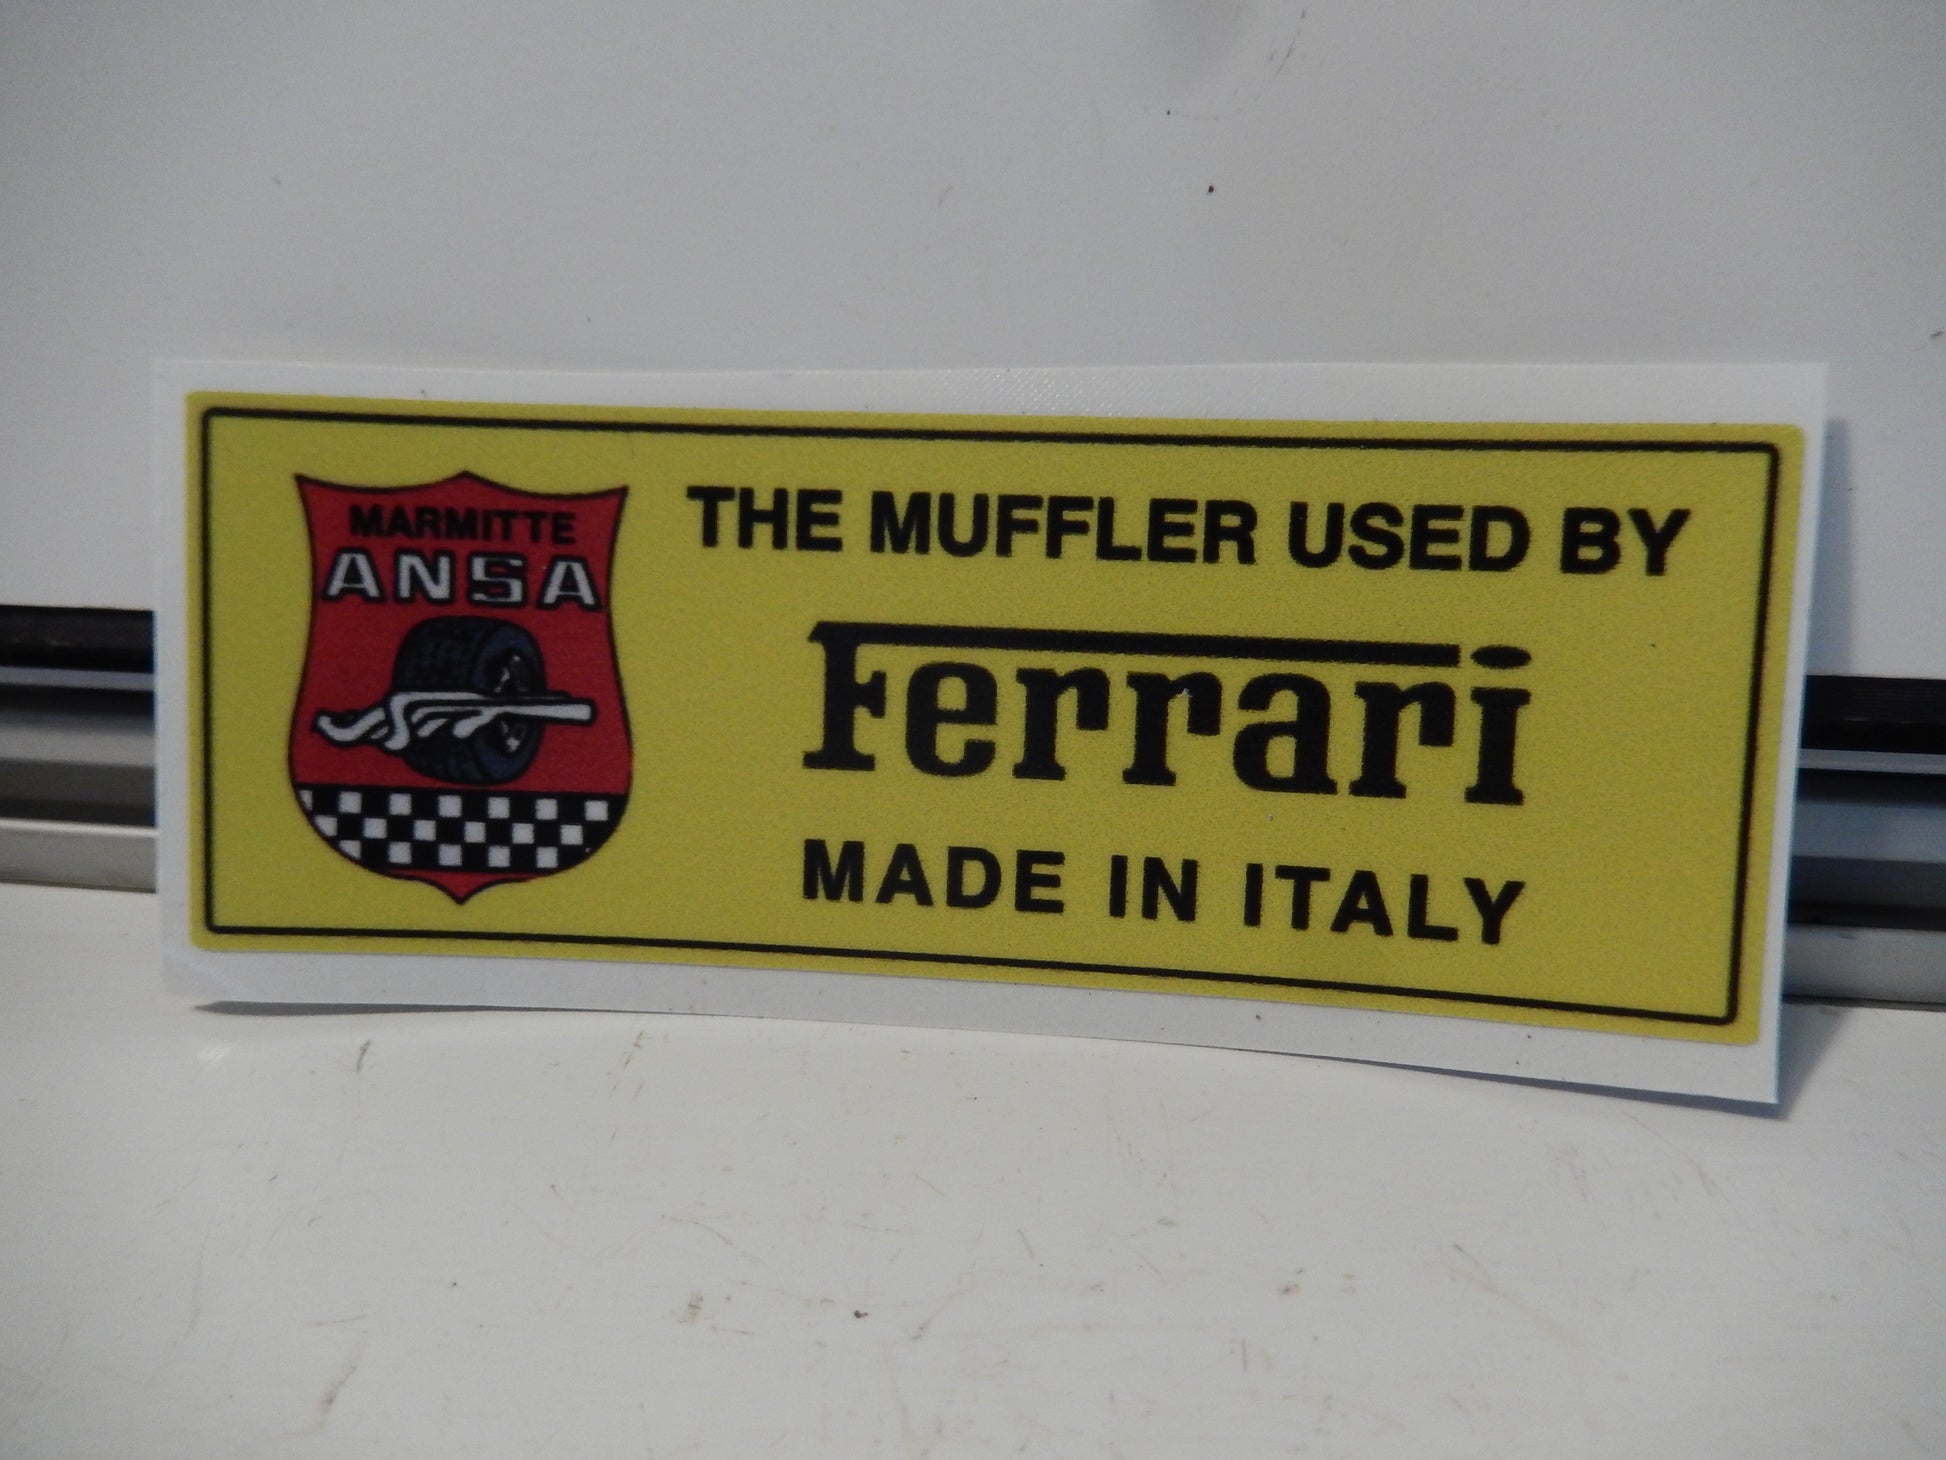 MARMITTE
ANSA
THE MUFFLER USED BY
Ferrari
MADE IN ITALY